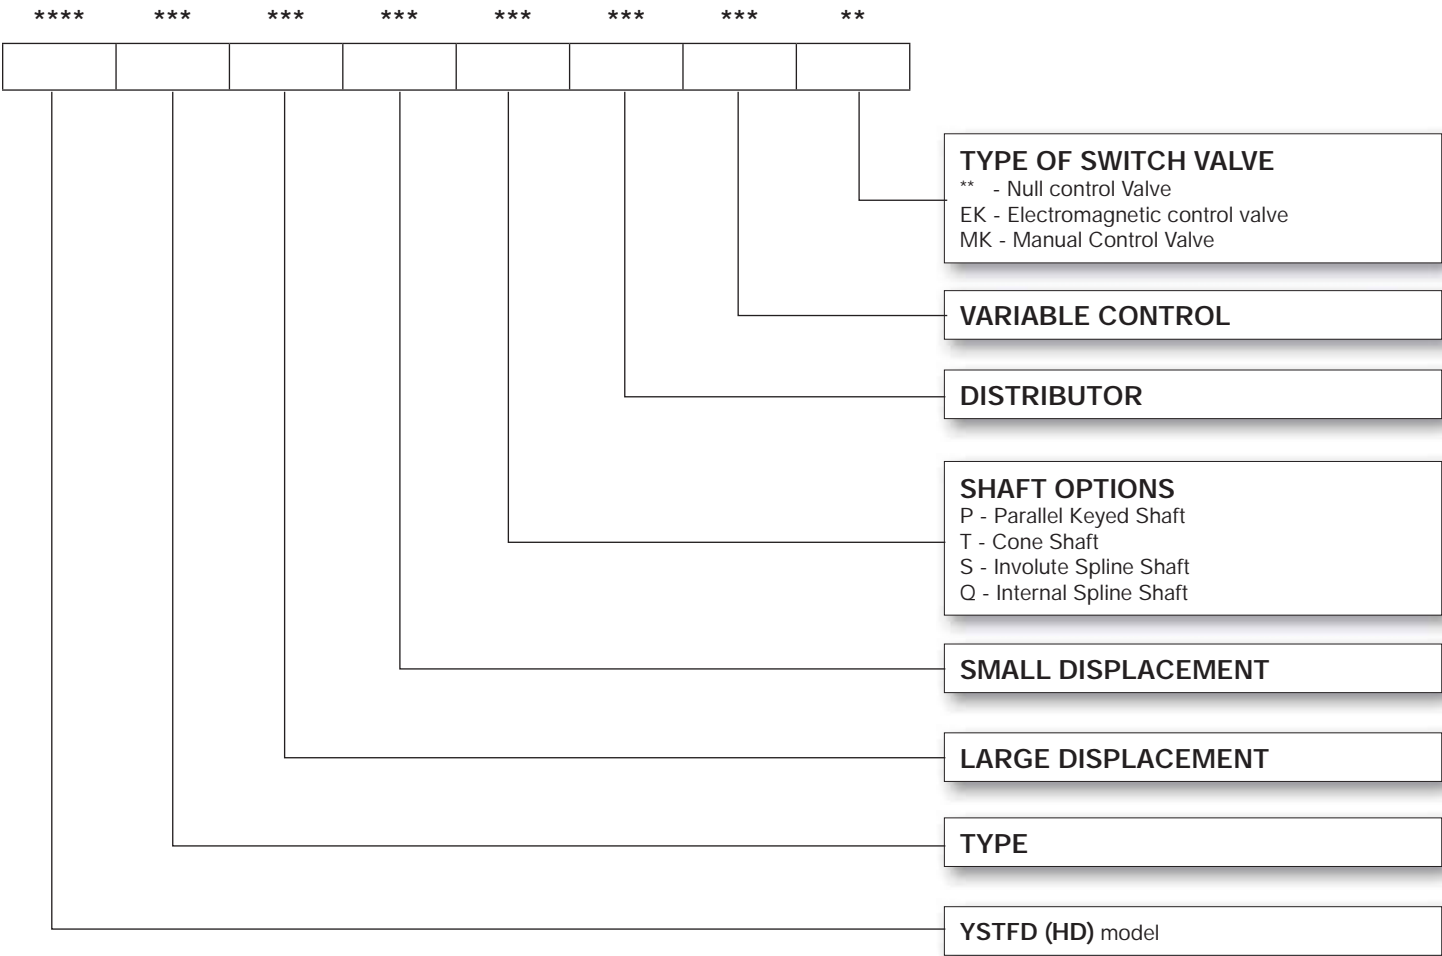 **** *** *** *** *** *** *** **
TYPE OF SWITCH VALVE
** - Null control Valve
EK - Electromagnetic control valve
MK - Manual Control Valve
VARIABLE CONTROL
DISTRIBUTOR
SHAFT OPTIONS
P - Parallel Keyed Shaft
T - Cone Shaft
S - Involute Spline Shaft
Q - Internal Spline Shaft
SMALL DISPLACEMENT
LARGE DISPLACEMENT
TYPE
YSTFD (HD) model